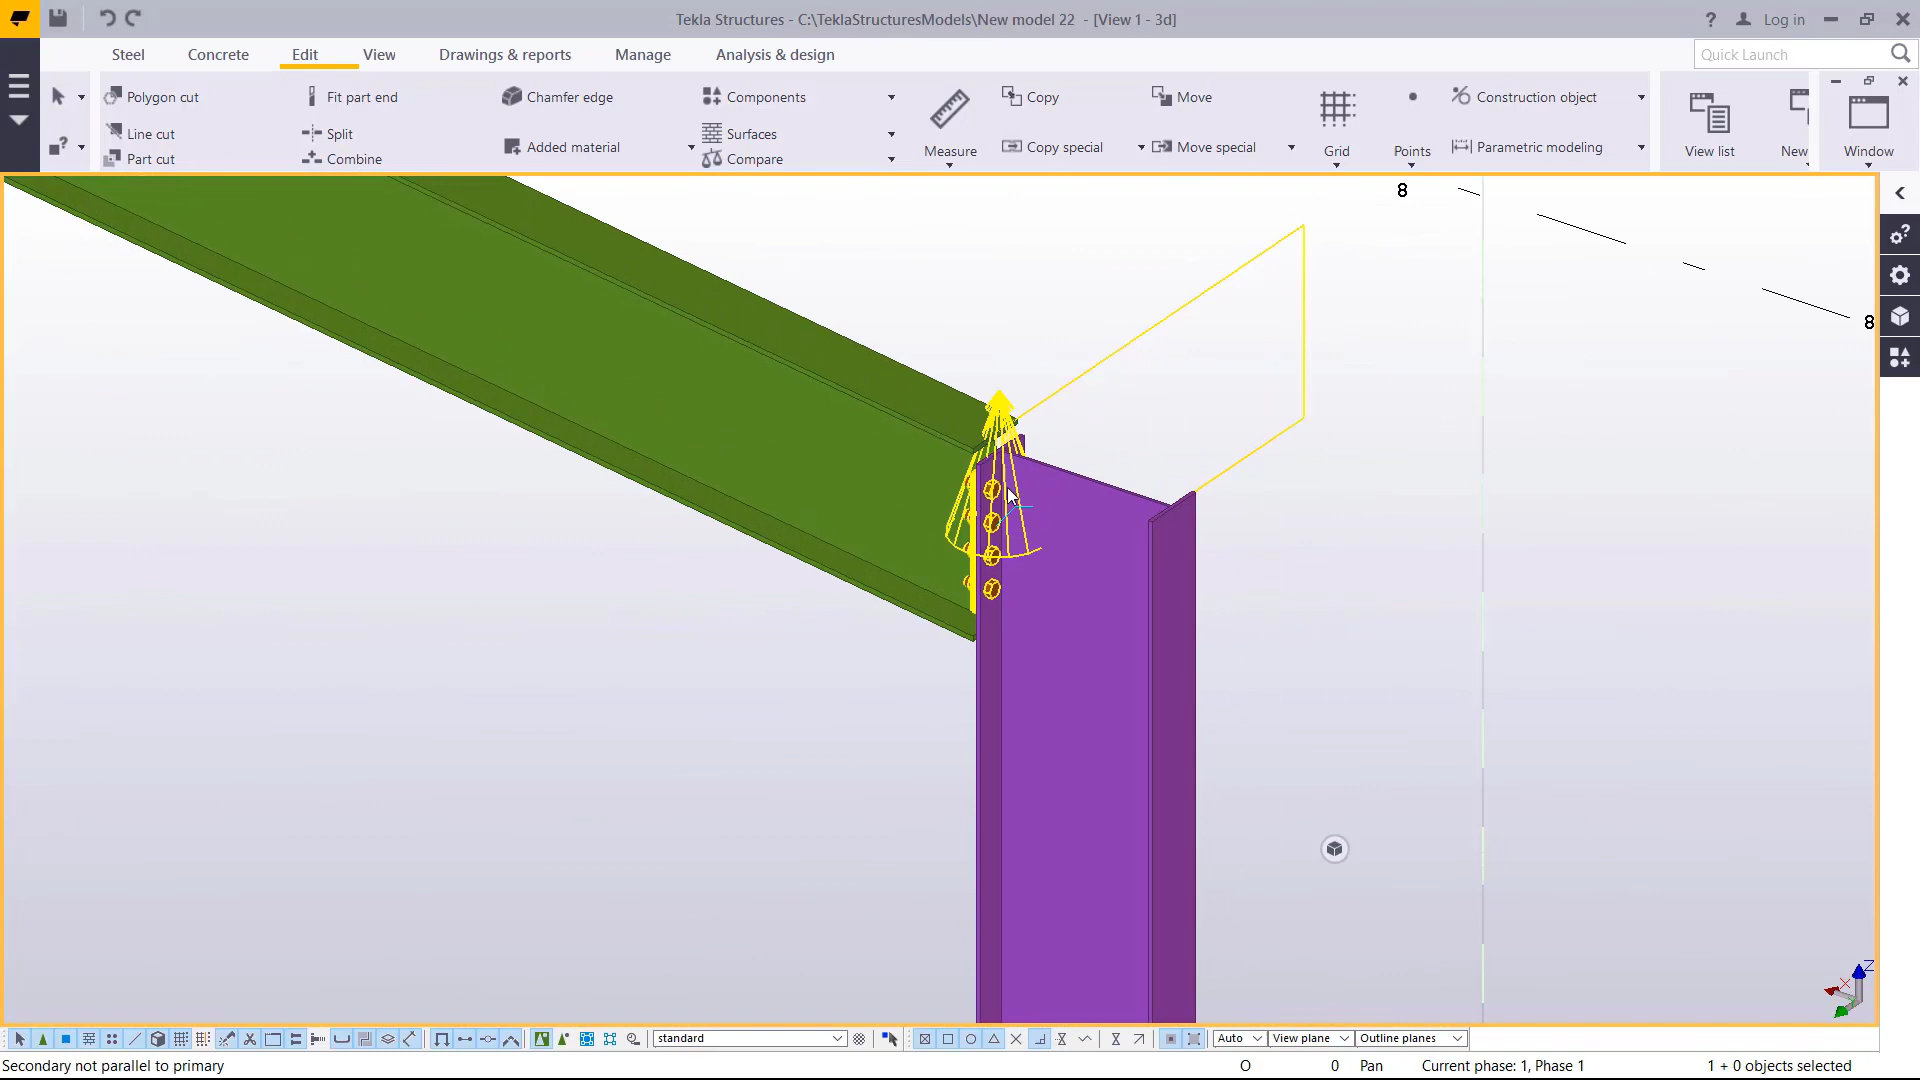 Tekla Structures - C:\TeklaStructuresModels\New model 22 - [View 1 - 3d]
? Log in
Steel Concrete Edit View Drawings & reports Manage Analysis & design
Quick Launch
Polygon cut Fit part end Chamfer edge Components Copy Move Construction object
Line cut Split Added material Surfaces Measure Copy special Move special Grid Points Parametric modeling View list New Window
Part cut Combine Compare
8
8
Z
X
standard Auto View plane Outline planes
Secondary not parallel to primary O 0 Pan Current phase: 1, Phase 1 1 + 0 objects selected